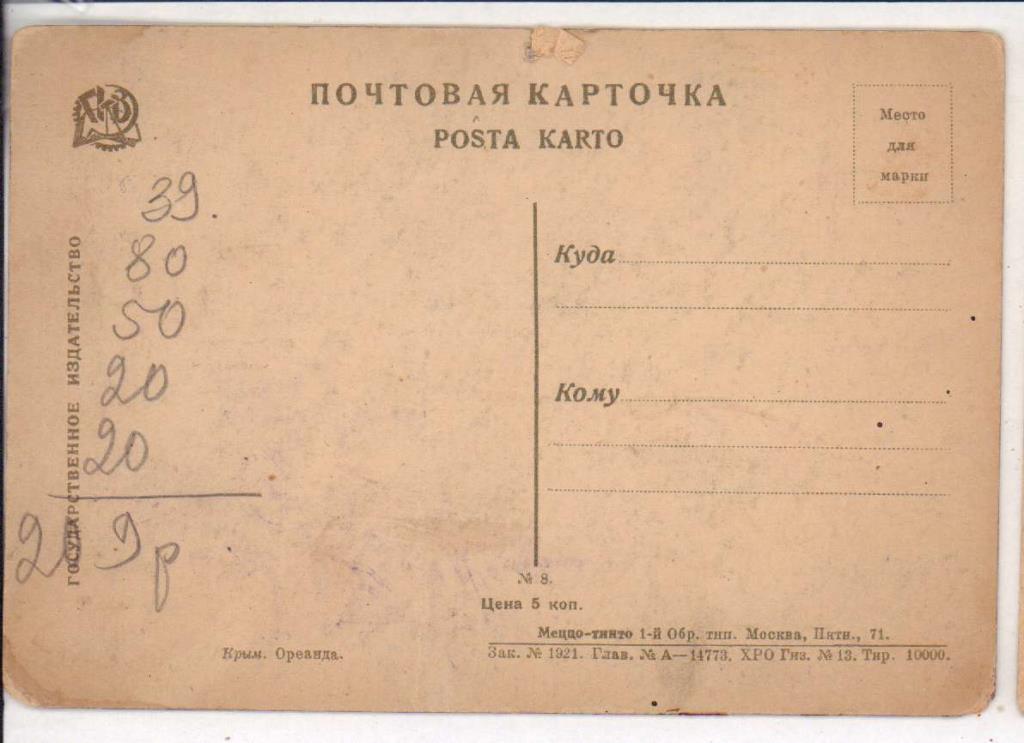 ПОЧТОВАЯ КАРТОЧКА
POŜTA KARTO
Место
для
марки
ГОСУДАРСТВЕННОЕ ИЗДАТЕЛЬСТВО
39.
80
50
20
20
209р
Куда
Кому
№ 8.
Цена 5 коп.
Меццо-тинто 1-й Обр. тип. Москва, Пятн., 71.
Зак. № 1921. Глав. № А—14773. ХРО Гиз. № 13. Тир. 10000.
Крым. Ореанда.